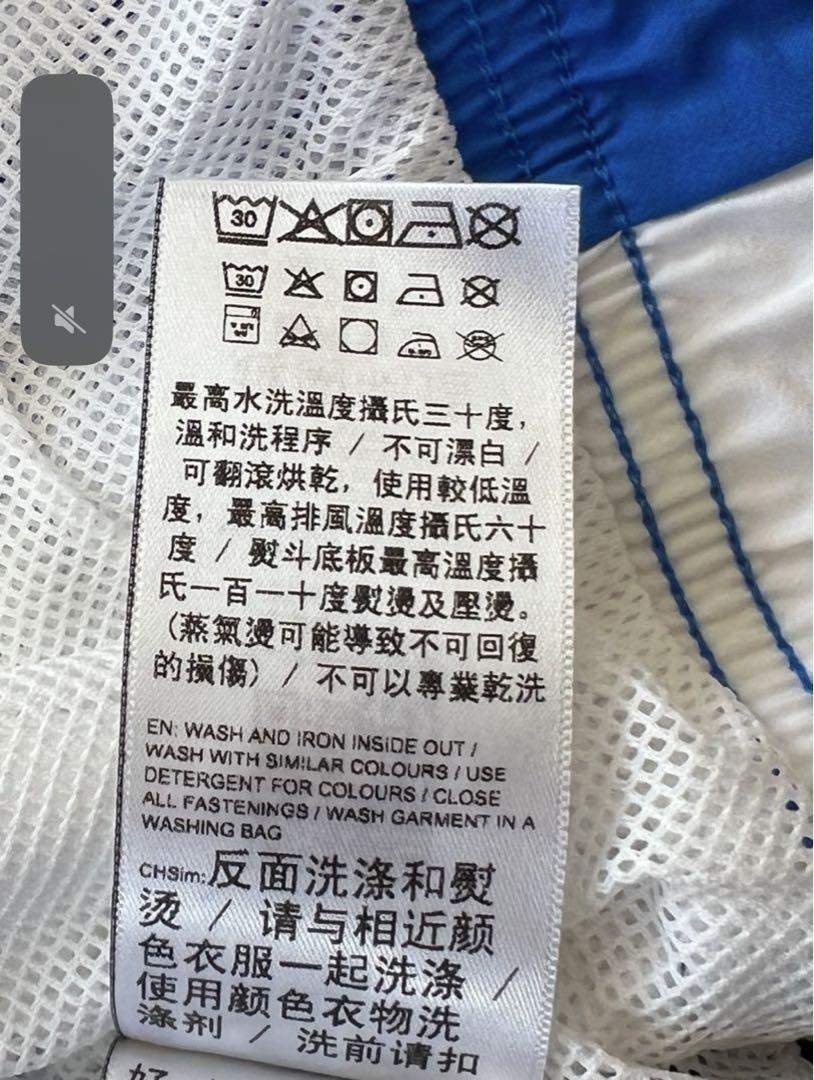 30
30
最高水洗溫度攝氏三十度，
溫和洗程序 / 不可漂白 /
可翻滾烘乾，使用較低溫
度，最高排風溫度攝氏六十
度 / 熨斗底板最高溫度攝
氏一百一十度熨燙及壓燙。
（蒸氣燙可能導致不可回復
的損傷） / 不可以專業乾洗
EN: WASH AND IRON INSIDE OUT /
WASH WITH SIMILAR COLOURS / USE
DETERGENT FOR COLOURS / CLOSE
ALL FASTENINGS / WASH GARMENT IN A
WASHING BAG
CHSim:反面洗涤和熨
烫 / 请与相近颜
色衣服一起洗涤 /
使用颜色衣物洗
涤剂 / 洗前请扣
好